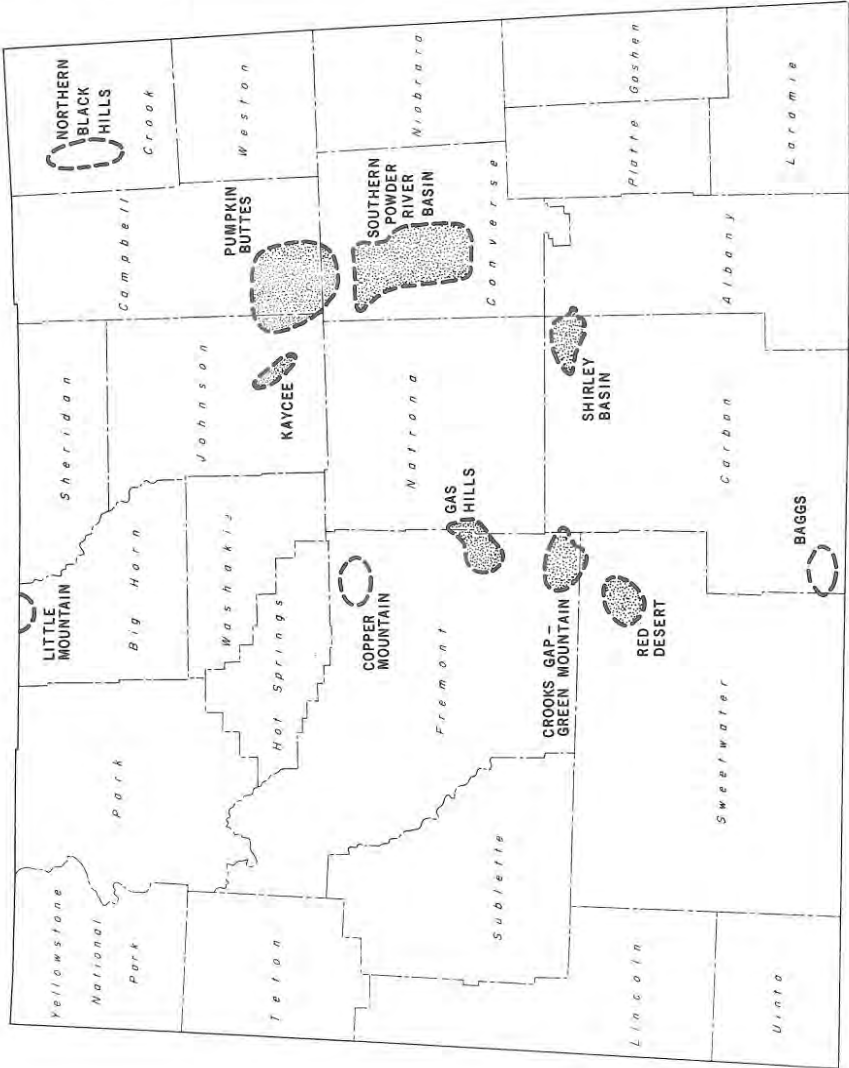 Yellowstone
National
Park
Park
LITTLE
MOUNTAIN
Big Horn
Sheridan
Campbell
NORTHERN
BLACK
HILLS
Crook
Teton
Hot Springs
Washakie
Johnson
KAYCEE
PUMPKIN
BUTTES
Weston
COPPER
MOUNTAIN
Fremont
Natrona
SOUTHERN
POWDER
RIVER
BASIN
Niobrara
GAS
HILLS
Converse
Sublette
CROOKS GAP-
GREEN MOUNTAIN
SHIRLEY
BASIN
Platte
Goshen
Lincoln
RED
DESERT
Sweetwater
Carbon
Albany
Uinta
BAGGS
Laramie